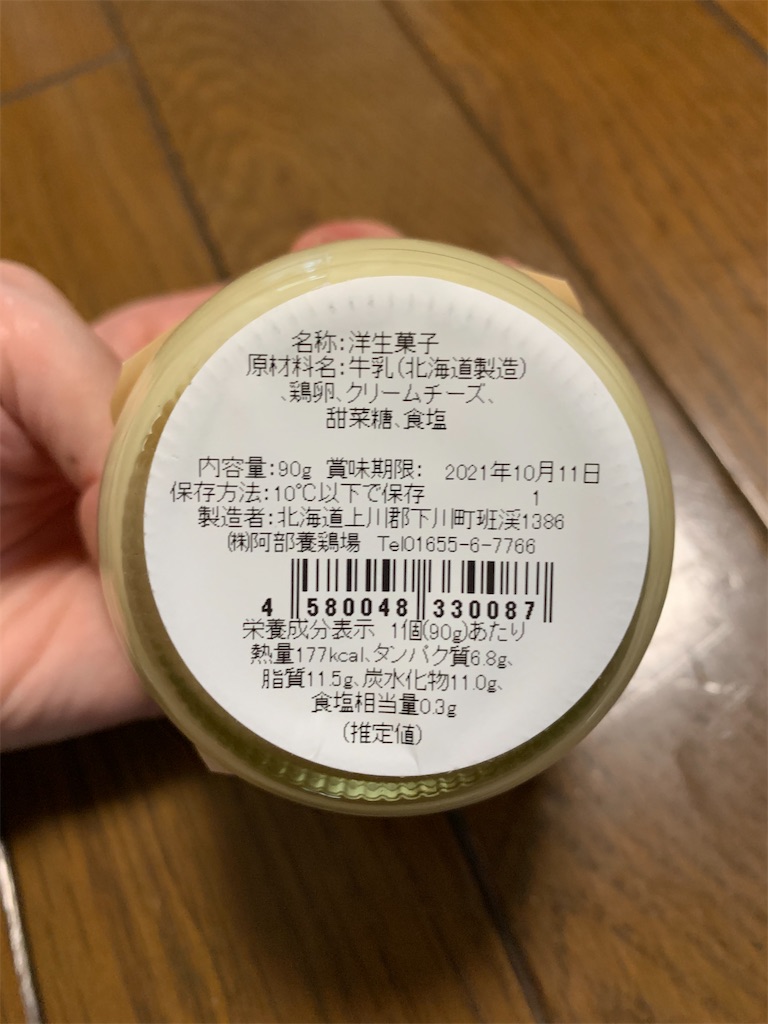 名称:洋生菓子
原材料名:牛乳(北海道製造)
、鶏卵、クリームチーズ、
甜菜糖、食塩
内容量:90g 賞味期限: 2021年10月11日
保存方法:10℃以下で保存 1
製造者:北海道上川郡下川町班渓1386
㈱阿部養鶏場 Tel01655-6-7766
4 580048 330087
栄養成分表示 1個(90g)あたり
熱量177kcal、タンパク質6.8g、
脂質11.5g、炭水化物11.0g、
食塩相当量0.3g
(推定値)